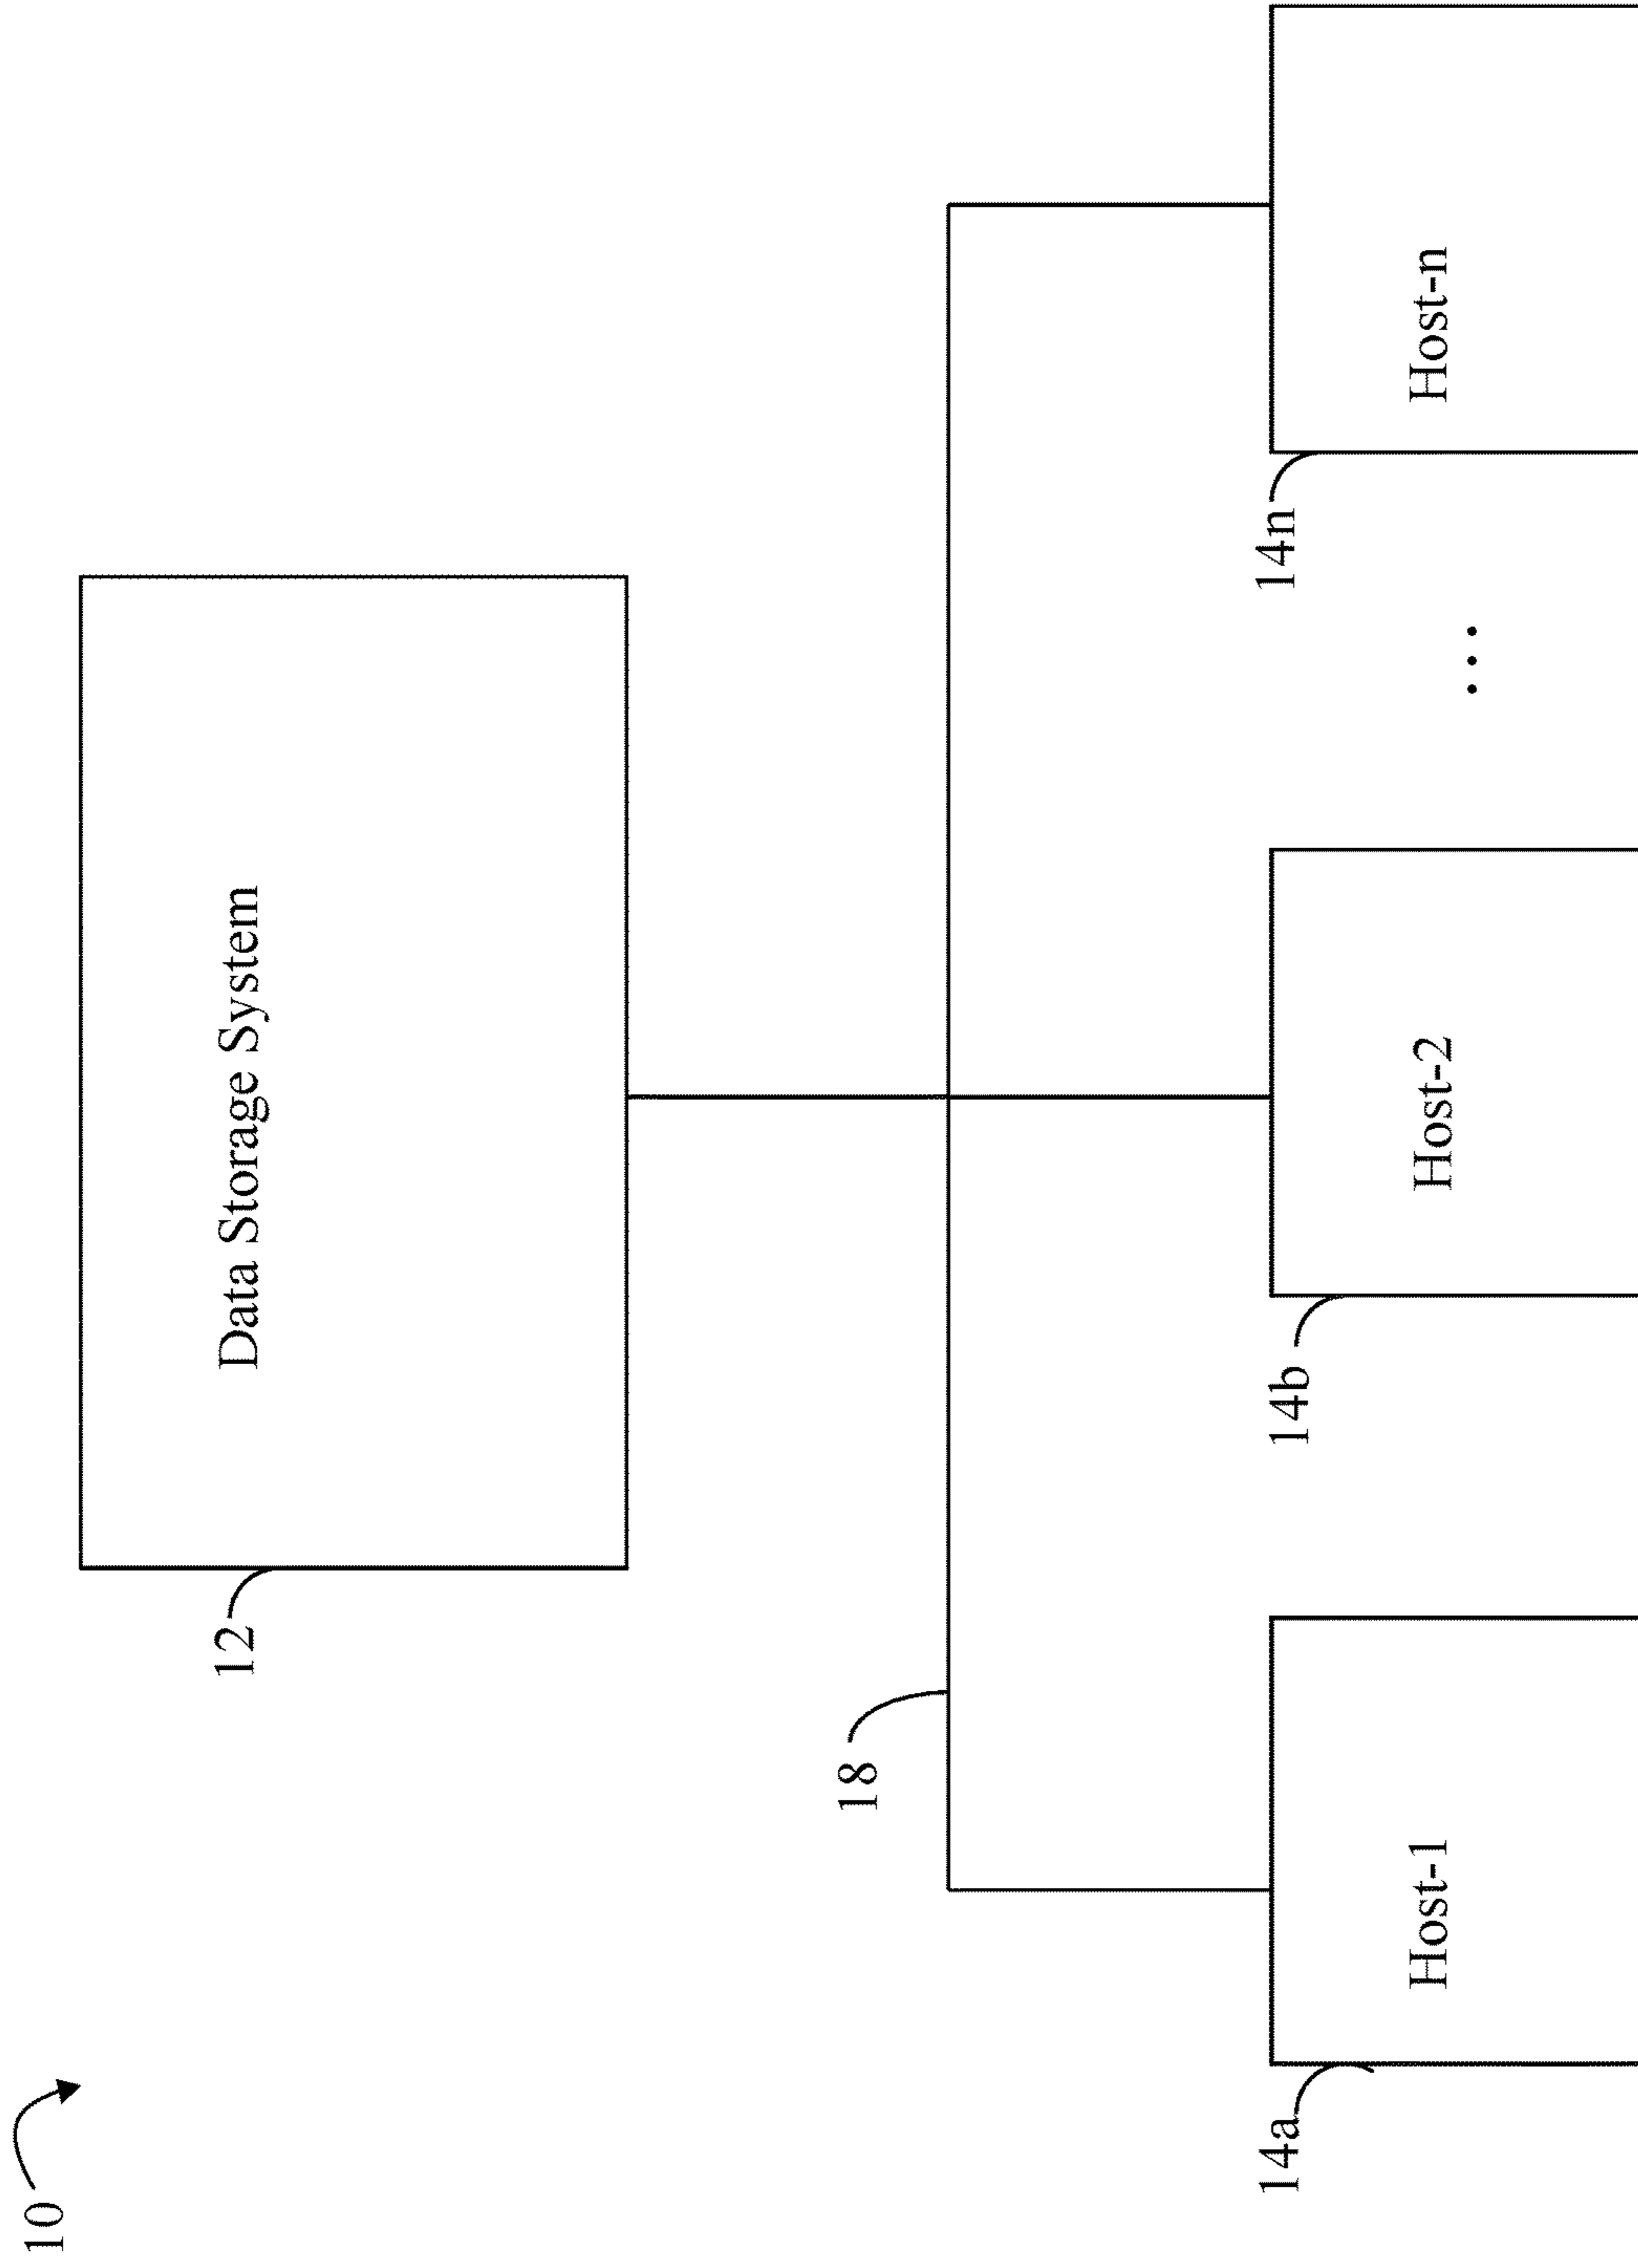 10
12
Data Storage System
18
14a
Host-1
14b
Host-2
. . .
14n
Host-n